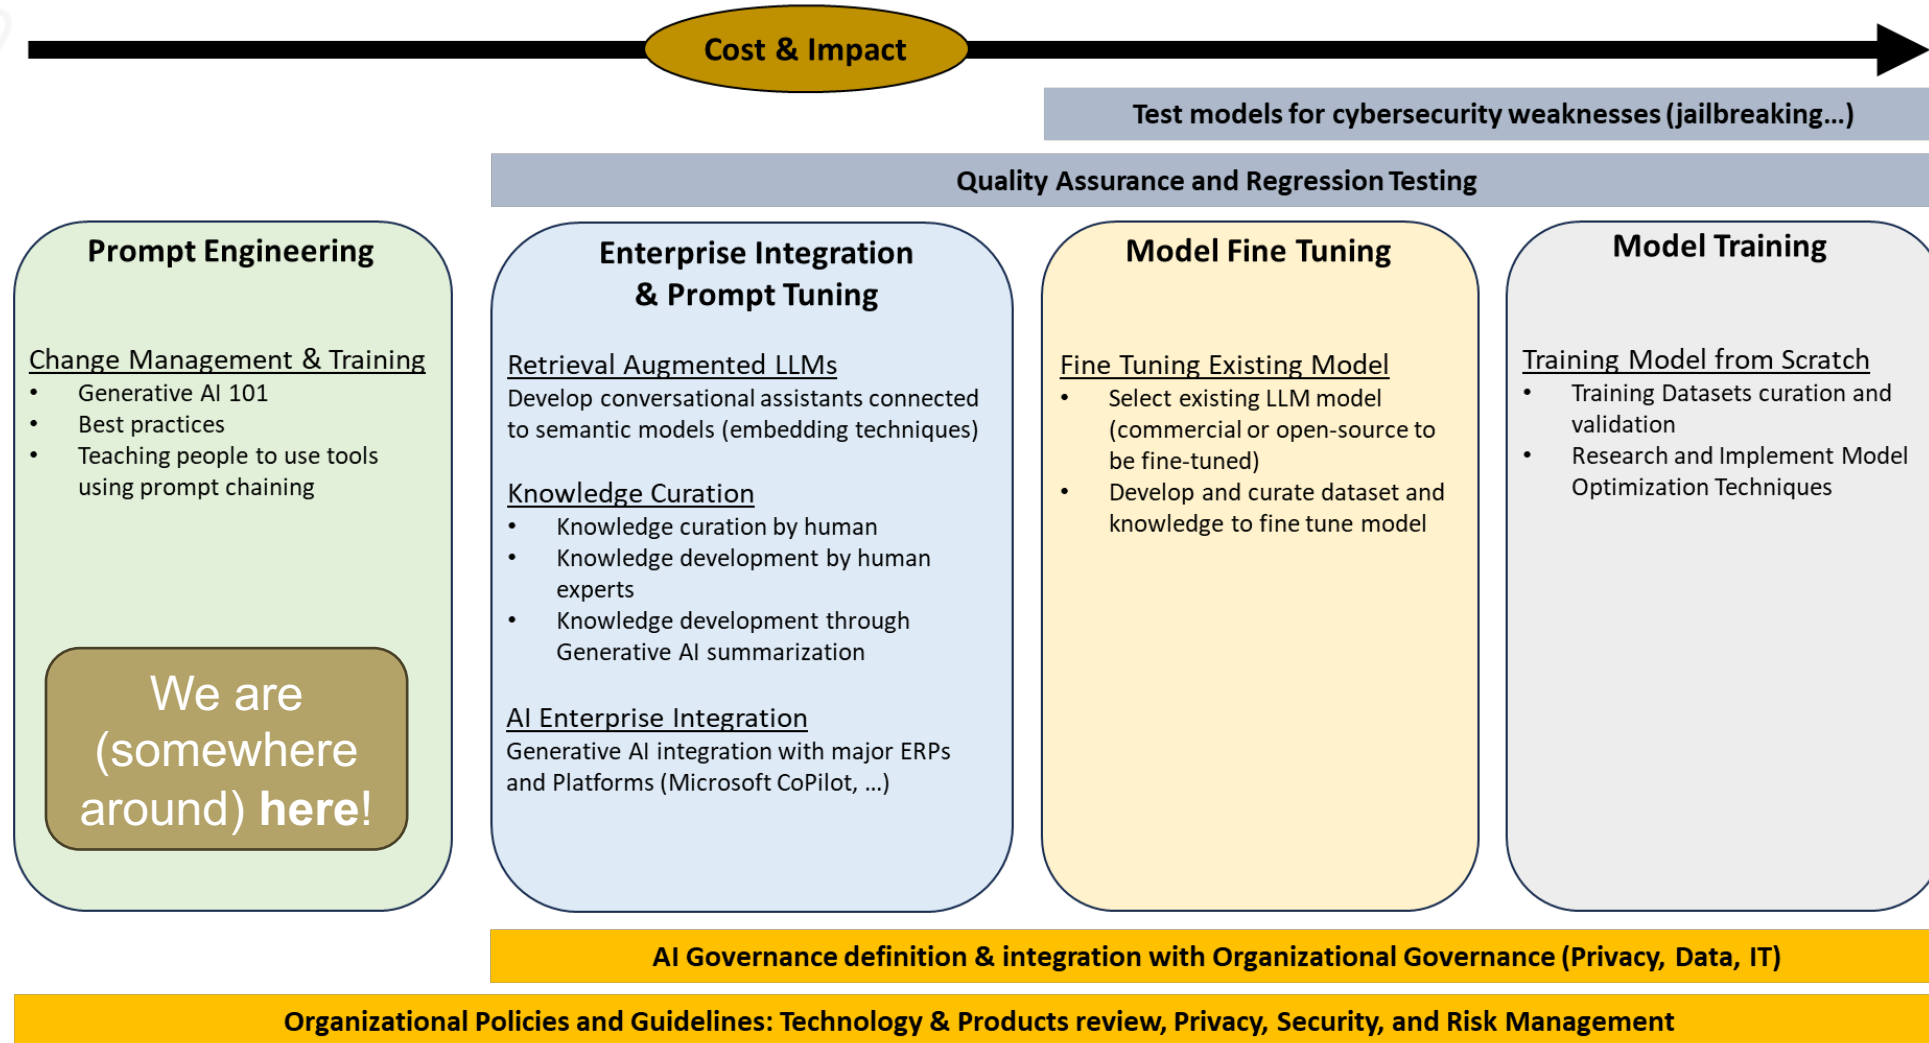 Cost & Impact
Test models for cybersecurity weaknesses (jailbreaking...)
Quality Assurance and Regression Testing
Prompt Engineering
Change Management & Training
• Generative AI 101
• Best practices
• Teaching people to use tools
using prompt chaining
We are
(somewhere
around) here!
Enterprise Integration
& Prompt Tuning
Retrieval Augmented LLMs
Develop conversational assistants connected
to semantic models (embedding techniques)
Knowledge Curation
• Knowledge curation by human
• Knowledge development by human
experts
• Knowledge development through
Generative AI summarization
AI Enterprise Integration
Generative AI integration with major ERPs
and Platforms (Microsoft CoPilot, ...)
Model Fine Tuning
Fine Tuning Existing Model
• Select existing LLM model
(commercial or open-source to
be fine-tuned)
• Develop and curate dataset and
knowledge to fine tune model
Model Training
Training Model from Scratch
• Training Datasets curation and
validation
• Research and Implement Model
Optimization Techniques
AI Governance definition & integration with Organizational Governance (Privacy, Data, IT)
Organizational Policies and Guidelines: Technology & Products review, Privacy, Security, and Risk Management